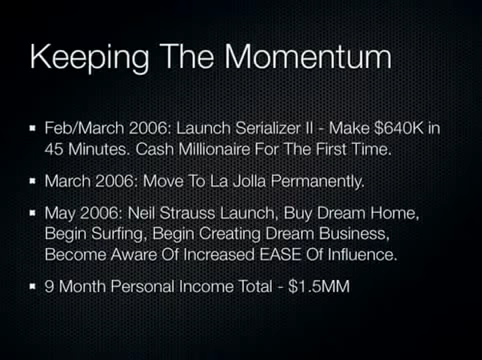 Keeping The Momentum
Feb/March 2006: Launch Serializer II - Make $640K in
45 Minutes. Cash Millionaire For The First Time.
March 2006: Move To La Jolla Permanently.
May 2006: Neil Strauss Launch, Buy Dream Home,
Begin Surfing, Begin Creating Dream Business,
Become Aware Of Increased EASE Of Influence.
9 Month Personal Income Total - $1.5MM